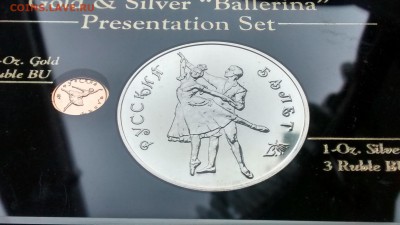 COINS.LAVE.RU
& Silver "Ballerina"
Presentation Set
-Oz. Gold
uble BU
РУССКИЙ
БАЛЕТ
1-Oz. Silve
3 Ruble BU